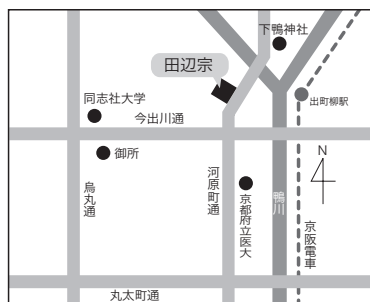 下鴨神社
田辺宗
出町柳駅
同志社大学
今出川通
N
御所
烏丸通
河原町通
京都府立医大
鴨川
京阪電車
丸太町通